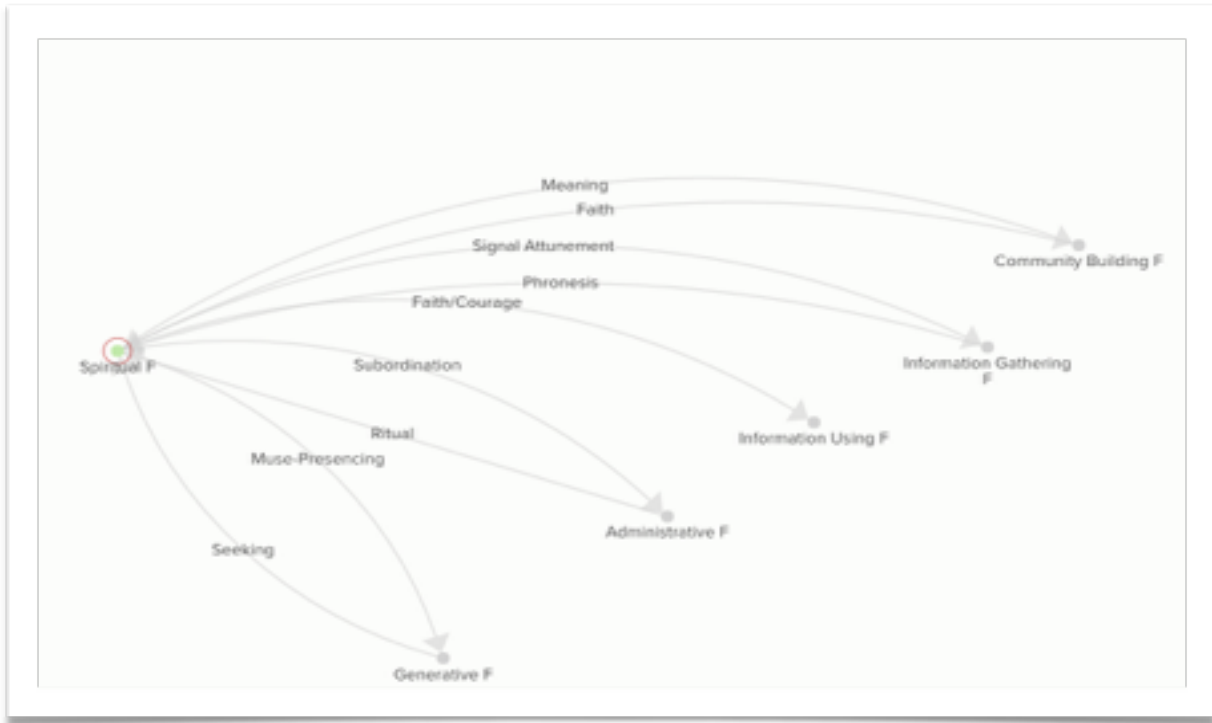 Meaning
Faith
Signal Attunement
Community Building F
Phronesis
Faith/Courage
Spiritual F
Subordination
Information Gathering
F
Ritual
Information Using F
Muse-Presencing
Administrative F
Seeking
Generative F